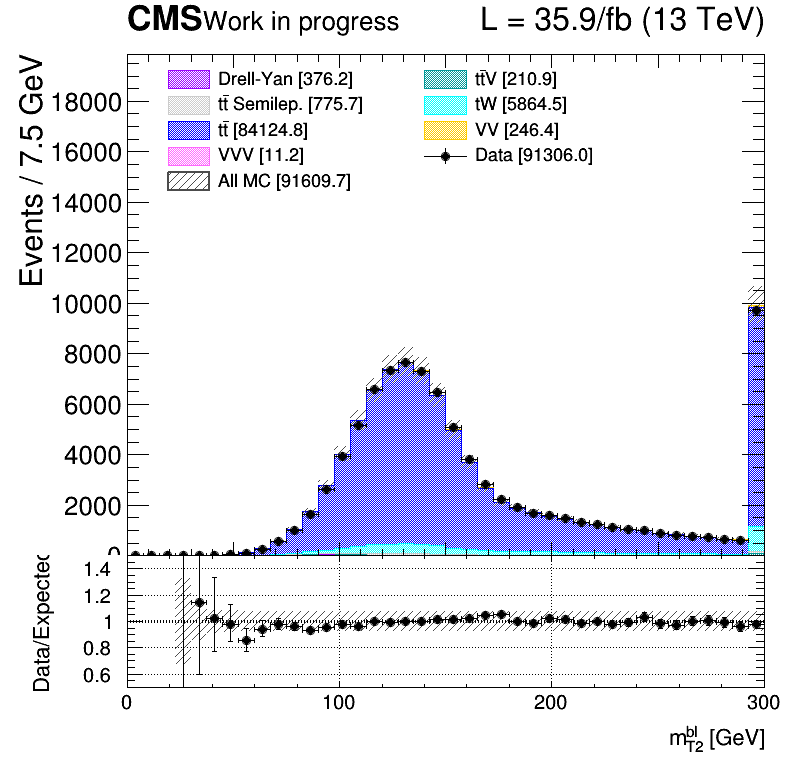 CMS Work in progress L = 35.9/fb (13 TeV)
Events / 7.5 GeV
Drell-Yan [376.2]
tt̄ Semilep. [775.7]
tt̄ [84124.8]
VVV [11.2]
All MC [91609.7]
tt̄V [210.9]
tW [5864.5]
VV [246.4]
Data [91306.0]
18000
16000
14000
12000
10000
8000
6000
4000
2000
0
Data/Expected
1.4
1.2
1
0.8
0.6
0 100 200 300
m_{T2}^{bl} [GeV]